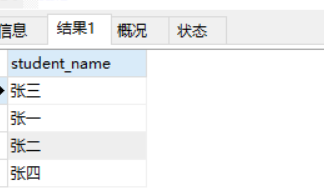 信息 结果1 概况 状态
student_name
张三
张一
张二
张四